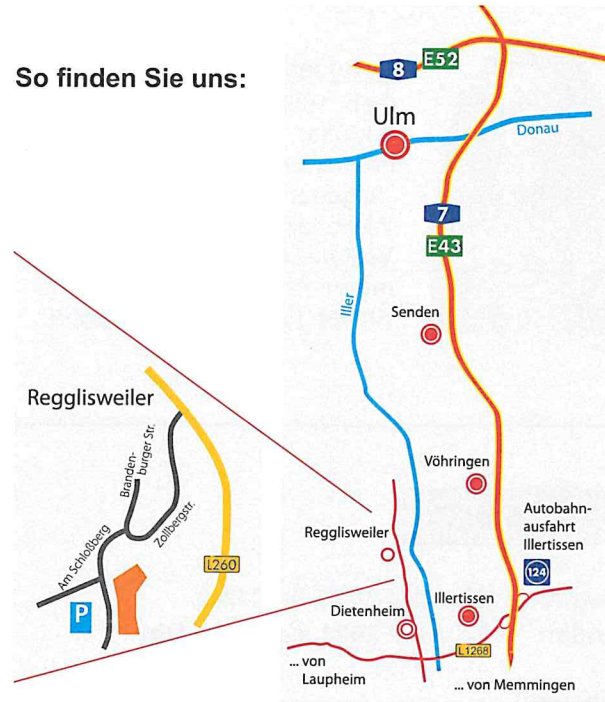 So finden Sie uns:
8
E52
Ulm
Donau
7
E43
Iller
Senden
Regglisweiler
Branden-
burger Str.
Zollbergstr.
Am Schloßberg
P
L260
Vöhringen
Autobahn-
ausfahrt
Illertissen
124
Regglisweiler
Dietenheim
Illertissen
L1268
... von
Laupheim
... von Memmingen